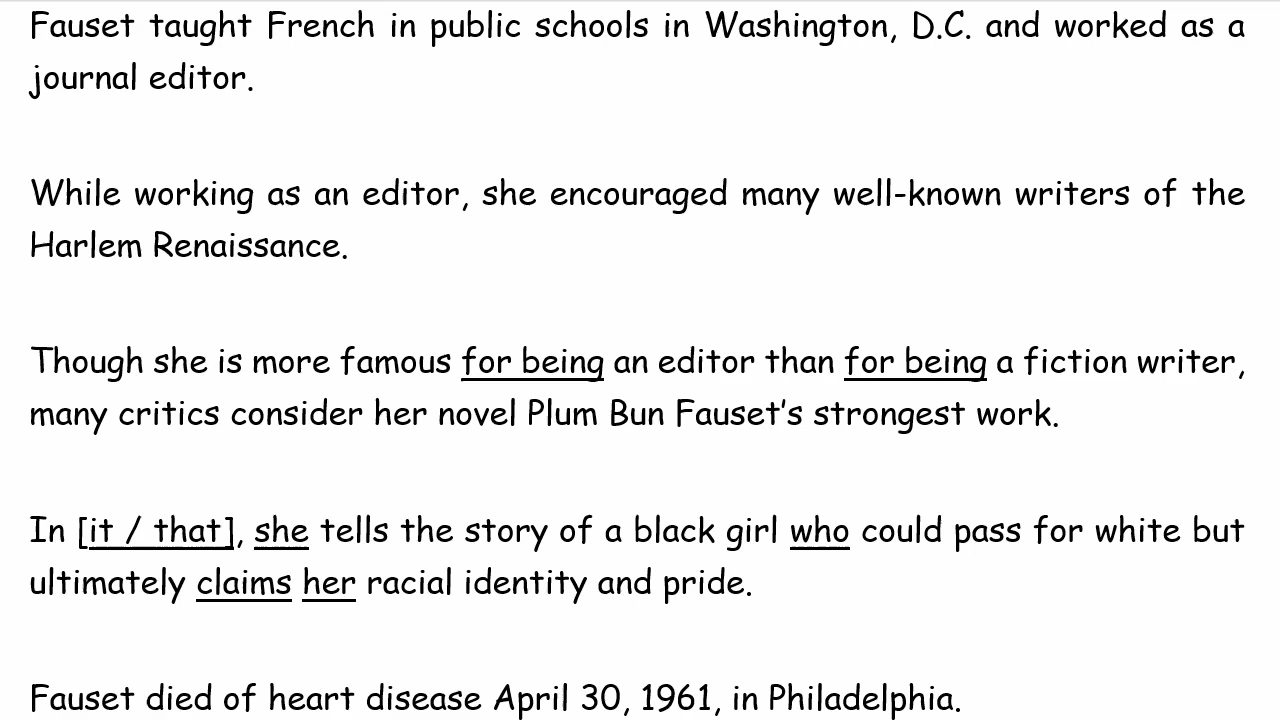 Fauset taught French in public schools in Washington, D.C. and worked as a
journal editor.
While working as an editor, she encouraged many well-known writers of the
Harlem Renaissance.
Though she is more famous for being an editor than for being a fiction writer,
many critics consider her novel Plum Bun Fauset’s strongest work.
In [it / that], she tells the story of a black girl who could pass for white but
ultimately claims her racial identity and pride.
Fauset died of heart disease April 30, 1961, in Philadelphia.